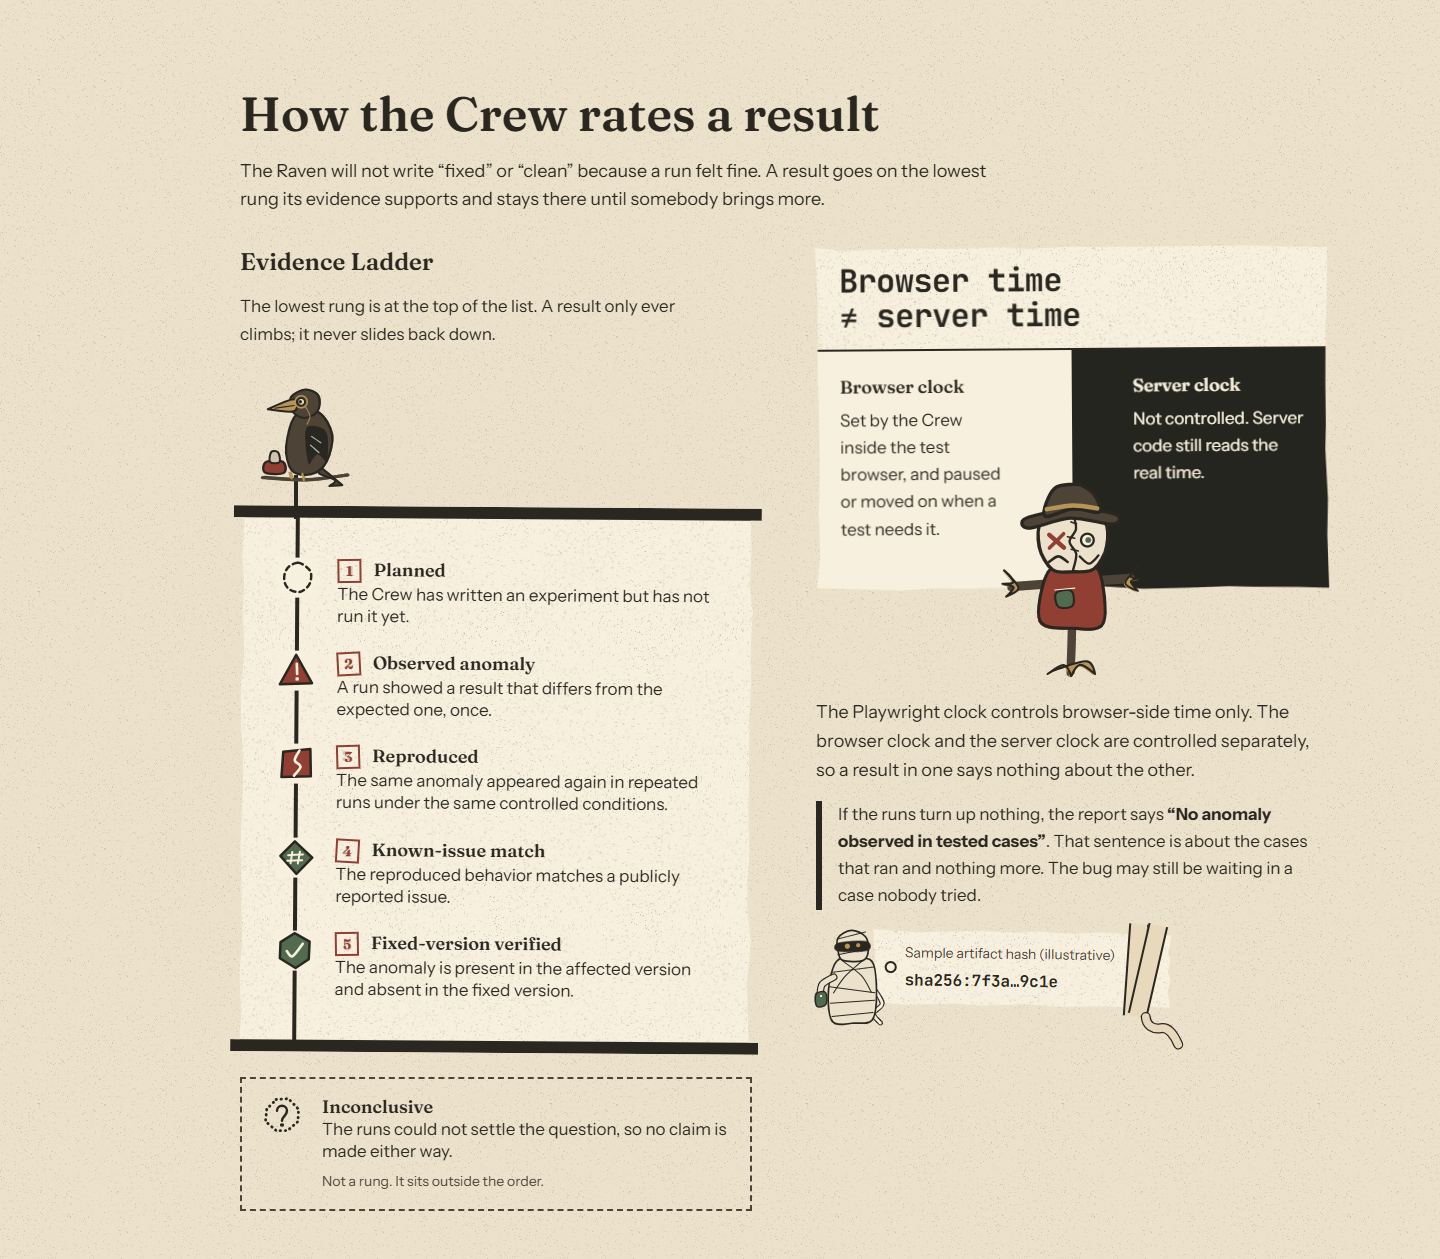 How the Crew rates a result
The Raven will not write “fixed” or “clean” because a run felt fine. A result goes on the lowest
rung its evidence supports and stays there until somebody brings more.
Evidence Ladder
The lowest rung is at the top of the list. A result only ever
climbs; it never slides back down.
1 Planned
The Crew has written an experiment but has not
run it yet.
2 Observed anomaly
A run showed a result that differs from the
expected one, once.
3 Reproduced
The same anomaly appeared again in repeated
runs under the same controlled conditions.
4 Known-issue match
The reproduced behavior matches a publicly
reported issue.
5 Fixed-version verified
The anomaly is present in the affected version
and absent in the fixed version.
Inconclusive
The runs could not settle the question, so no claim is
made either way.
Not a rung. It sits outside the order.
Browser time
≠ server time
Browser clock
Set by the Crew
inside the test
browser, and paused
or moved on when a
test needs it.
Server clock
Not controlled. Server
code still reads the
real time.
The Playwright clock controls browser-side time only. The
browser clock and the server clock are controlled separately,
so a result in one says nothing about the other.
If the runs turn up nothing, the report says “No anomaly
observed in tested cases”. That sentence is about the cases
that ran and nothing more. The bug may still be waiting in a
case nobody tried.
Sample artifact hash (illustrative)
sha256:7f3a…9c1e